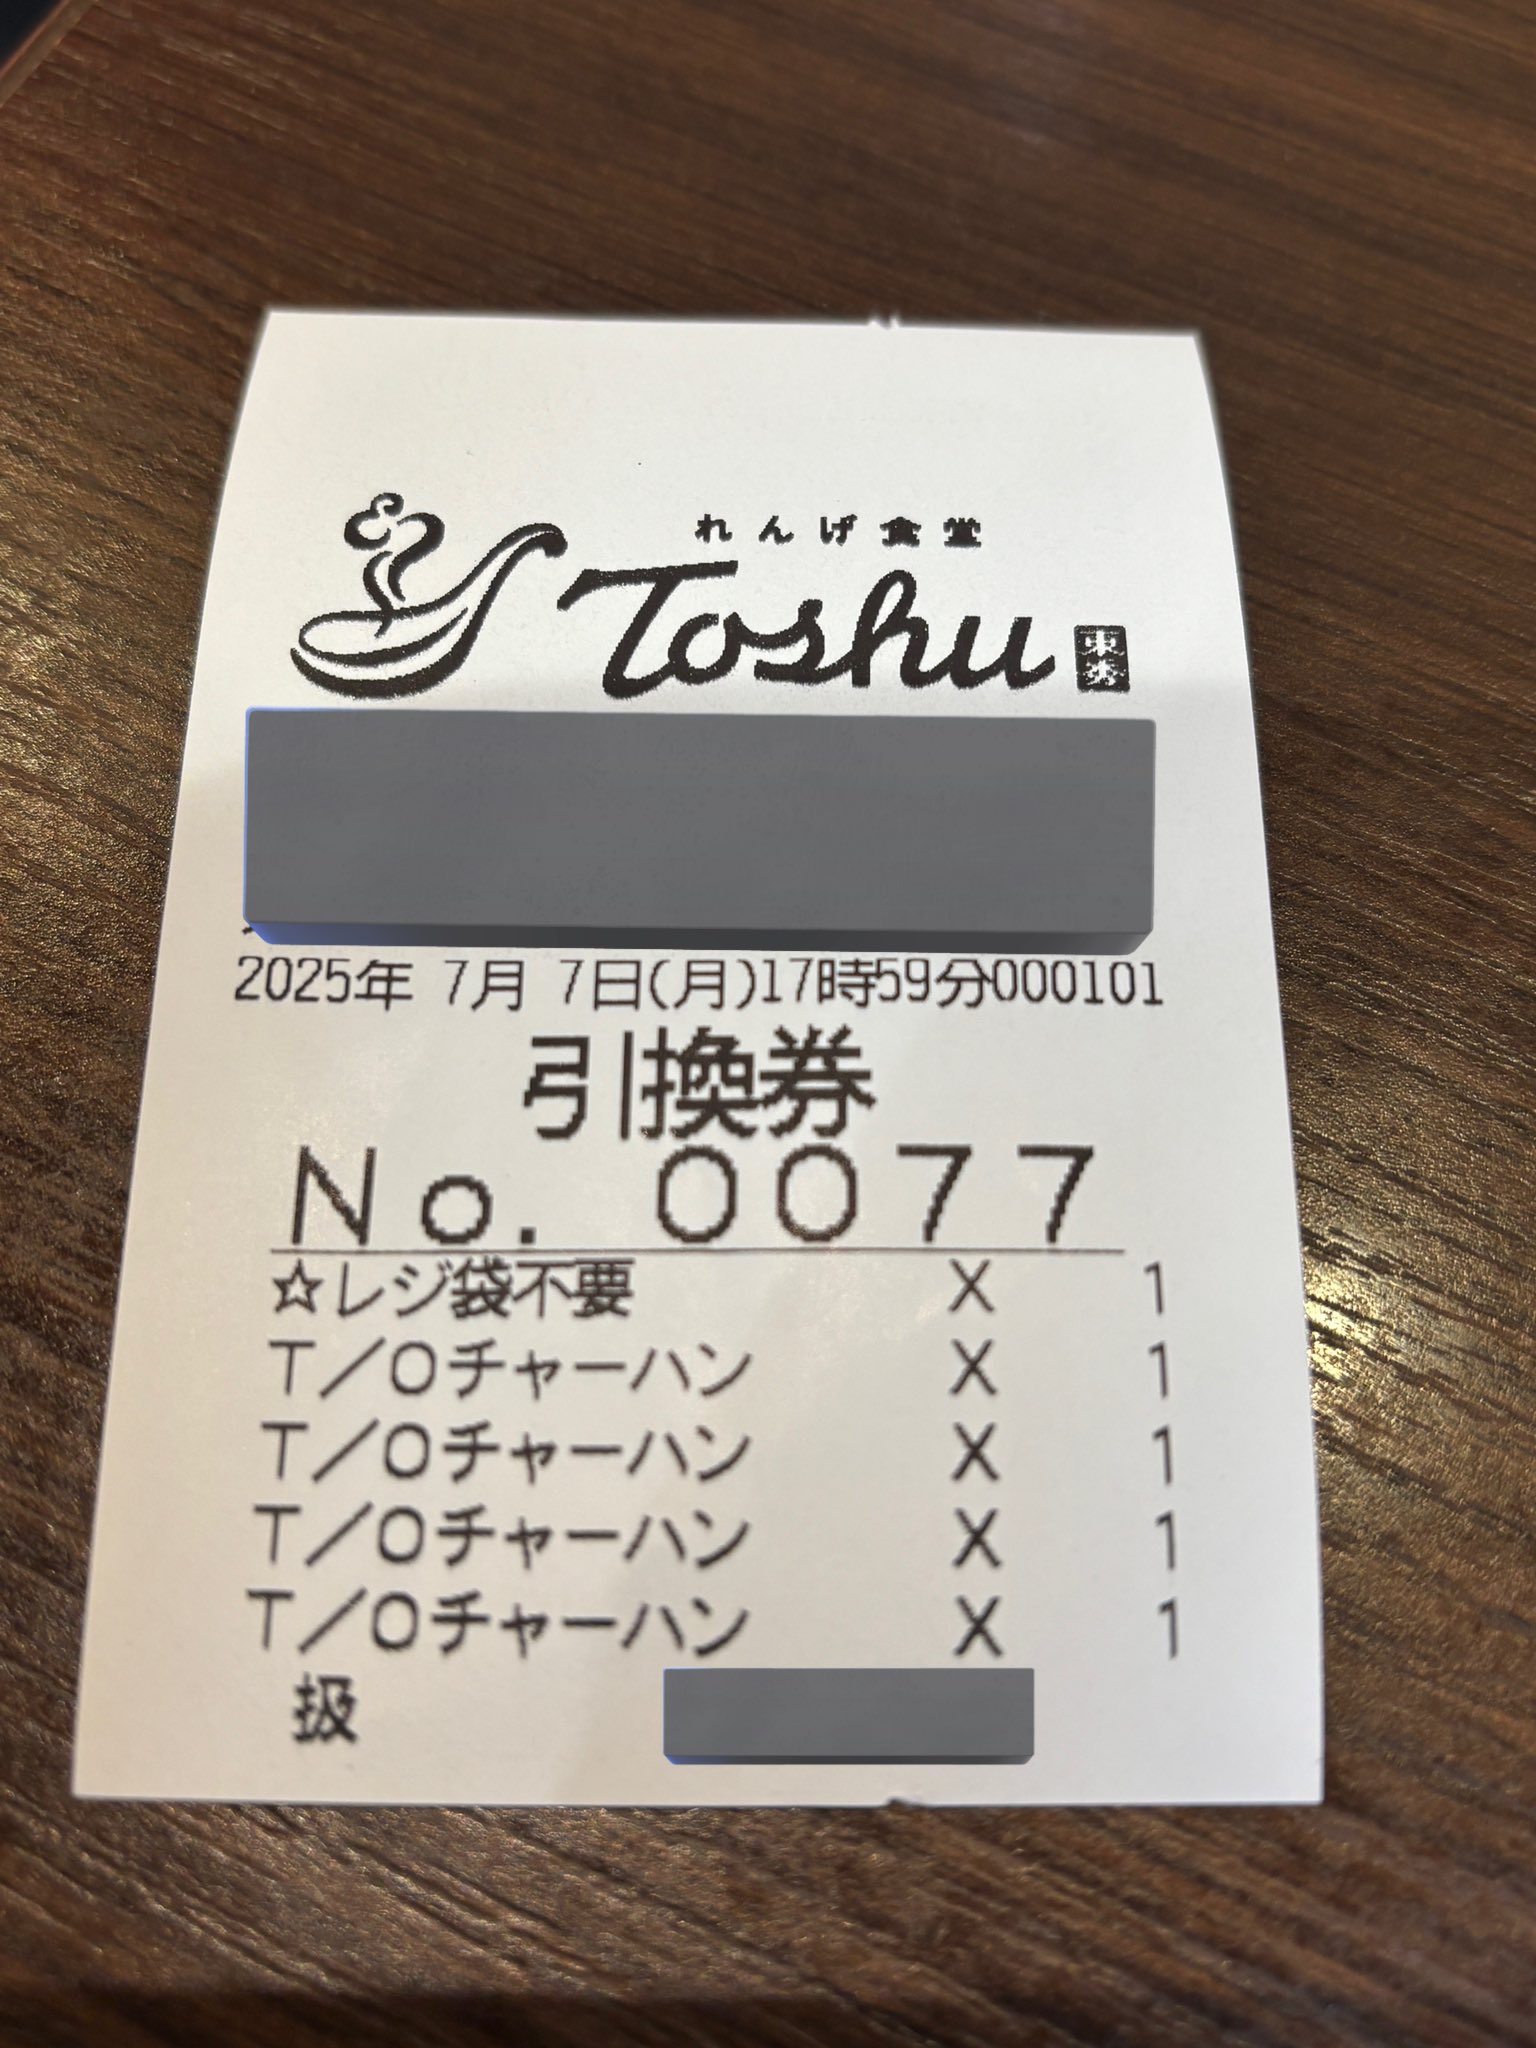 れんげ食堂
Toshu 東秀
2025年 7月 7日(月)17時59分000101
引換券
No. 0077
☆レジ袋不要 X 1
T/Oチャーハン X 1
T/Oチャーハン X 1
T/Oチャーハン X 1
T/Oチャーハン X 1
扱